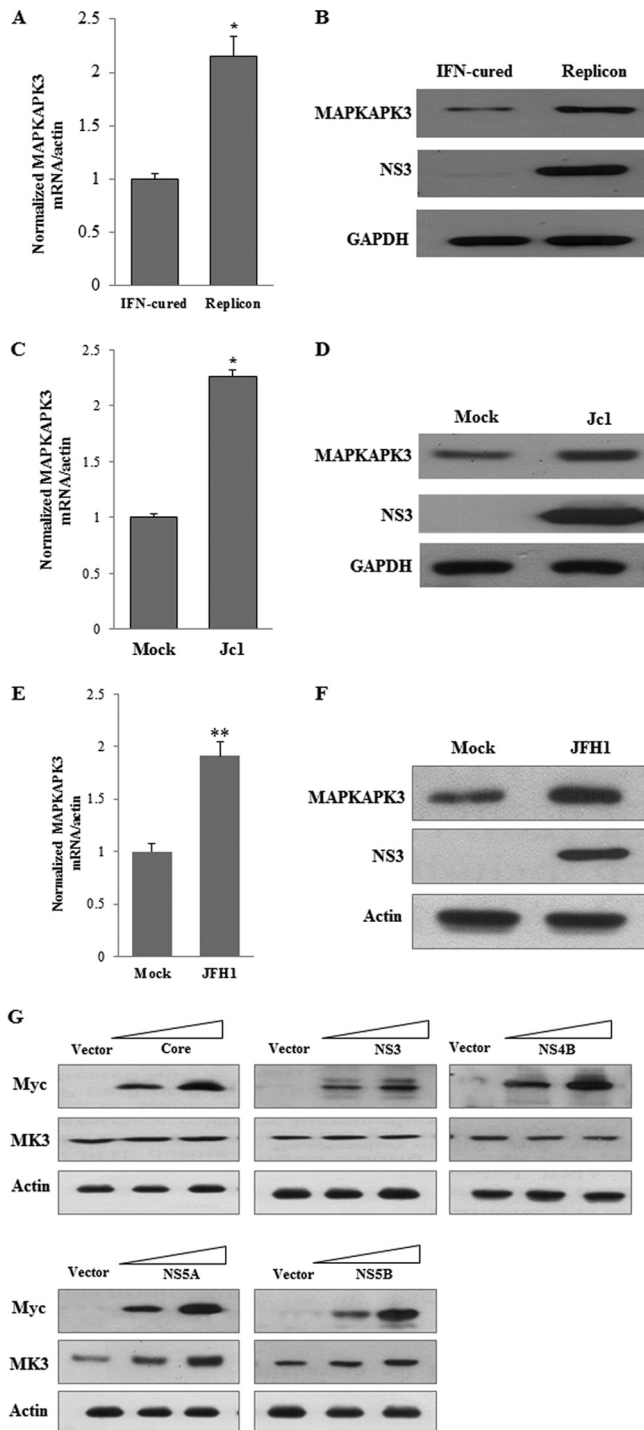 A
Normalized MAPKAPK3
mRNA/actin
2.5
2
1
0.5
0
*
IFN-cured Replicon
B
IFN-cured Replicon
MAPKAPK3
NS3
GAPDH
C
Normalized MAPKAPK3
mRNA/actin
2.5
2
1.5
1
0.5
0
*
Mock Jc1
D
Mock Jc1
MAPKAPK3
NS3
GAPDH
E
Normalized MAPKAPK3
mRNA/actin
2.5
2
1.5
1
0.5
0
**
Mock JFH1
F
Mock JFH1
MAPKAPK3
NS3
Actin
G
Vector Core
Vector NS3
Vector NS4B
Myc
MK3
Actin
Vector NS5A
Vector NS5B
Myc
MK3
Actin